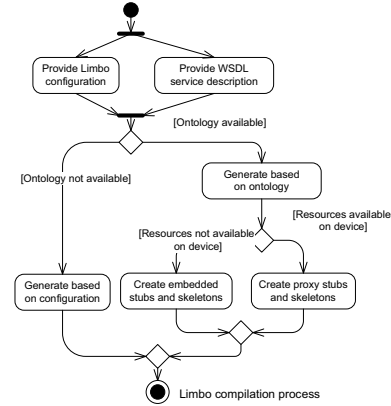 Provide Limbo
configuration
Provide WSDL
service description
[Ontology available]
[Ontology not available]
Generate based
on ontology
[Resources not available
on device]
[Resources available
on device]
Generate based
on configuration
Create embedded
stubs and skeletons
Create proxy stubs
and skeletons
Limbo compilation process